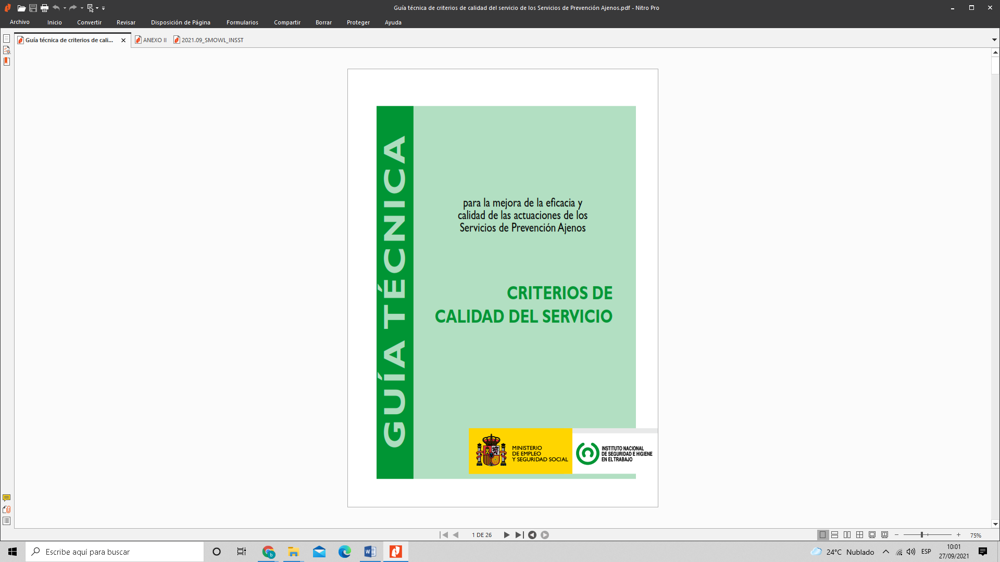 Guía técnica de criterios de calidad del servicio de los Servicios de Prevención Ajenos.pdf - Nitro Pro
Archivo Inicio Convertir Revisar Disposición de Página Formularios Compartir Borrar Proteger Ayuda
Guía técnica de criterios de cali... ANEXO II 2021.09_SMOWL_INSST
GUÍA TÉCNICA
para la mejora de la eficacia y
calidad de las actuaciones de los
Servicios de Prevención Ajenos
CRITERIOS DE
CALIDAD DEL SERVICIO
MINISTERIO
DE EMPLEO
Y SEGURIDAD SOCIAL
INSTITUTO NACIONAL
DE SEGURIDAD E HIGIENE
EN EL TRABAJO
1 DE 26
75%
Escribe aquí para buscar
24°C Nublado
ESP
10:01
27/09/2021